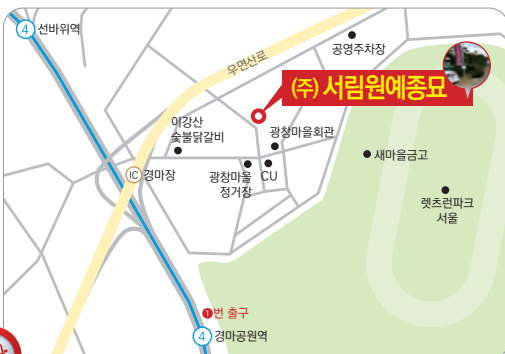 4 선바위역
공영주차장
우면산로
(주) 서림원예종묘
이강산
숯불닭갈비
광창마을회관
새마을금고
IC 경마장
광창마을
정거장
CU
렛츠런파크
서울
1번 출구
4 경마공원역